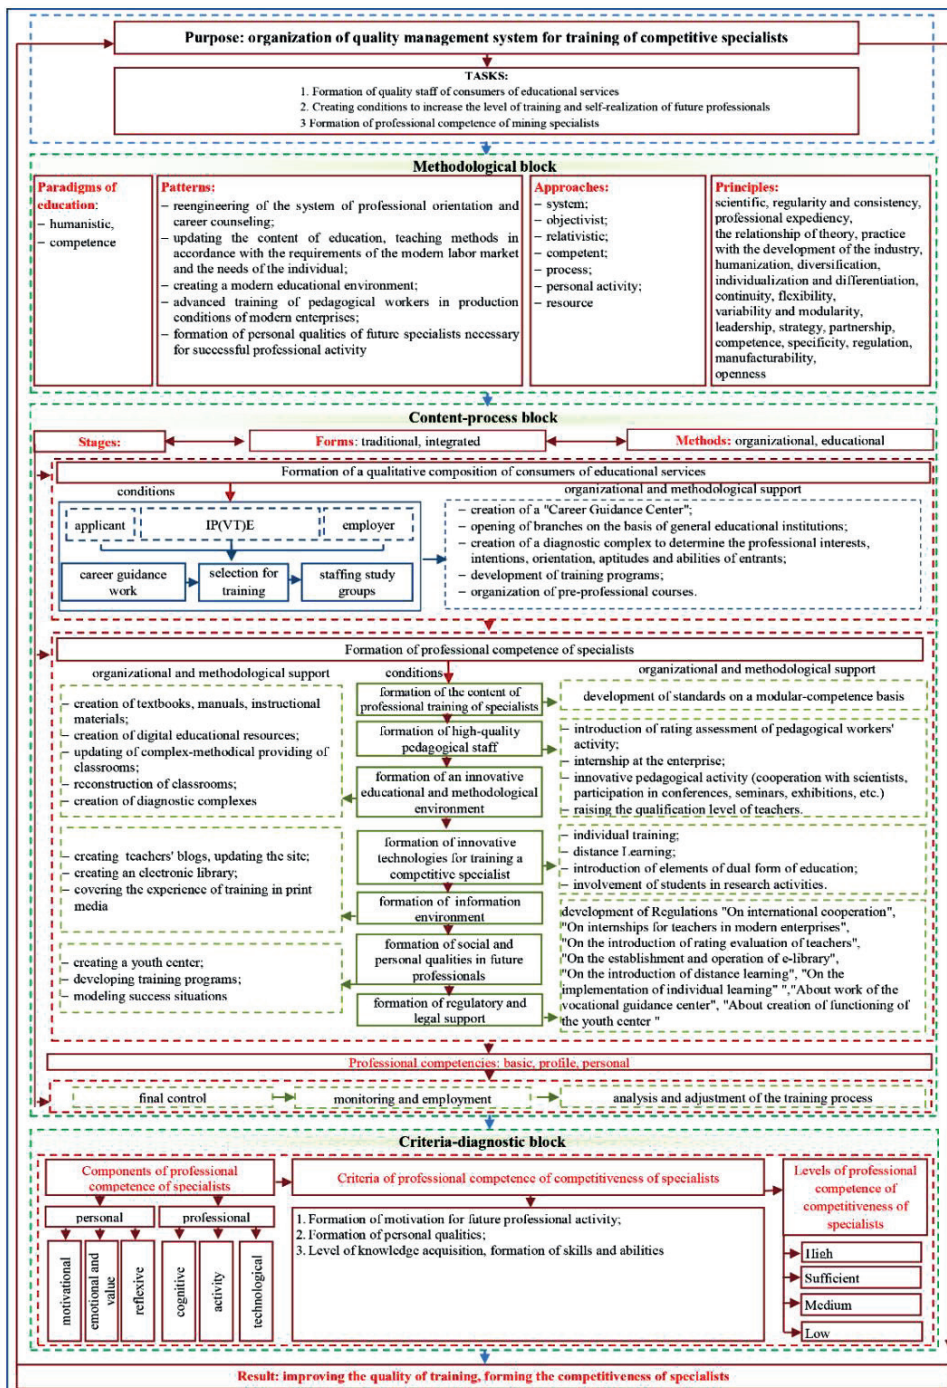 Purpose: organization of quality management system for training of competitive specialists
TASKS:
1. Formation of quality staff of consumers of educational services
2. Creating conditions to increase the level of training and self-realization of future professionals
3 Formation of professional competence of mining specialists
Methodological block
Paradigms of
education:
– humanistic,
– competence
Patterns:
– reengineering of the system of professional orientation and
career counseling;
– updating the content of education, teaching methods in
accordance with the requirements of the modern labor market
and the needs of the individual;
– creating a modern educational environment;
– advanced training of pedagogical workers in production
conditions of modern enterprises;
– formation of personal qualities of future specialists necessary
for successful professional activity
Approaches:
– system;
– objectivist;
– relativistic;
– competent;
– process;
– personal activity;
– resource
Principles:
scientific, regularity and consistency,
professional expediency,
the relationship of theory, practice
with the development of the industry,
humanization, diversification,
individualization and differentiation,
continuity, flexibility,
variability and modularity,
leadership, strategy, partnership,
competence, specificity, regulation,
manufacturability,
openness
Content-process block
Stages:
Forms: traditional, integrated
Methods: organizational, educational
Formation of a qualitative composition of consumers of educational services
conditions
applicant
IP(VT)E
employer
career guidance
work
selection for
training
staffing study
groups
organizational and methodological support
– creation of a "Career Guidance Center";
– opening of branches on the basis of general educational institutions;
– creation of a diagnostic complex to determine the professional interests,
intentions, orientation, aptitudes and abilities of entrants;
– development of training programs;
– organization of pre-professional courses.
Formation of professional competence of specialists
organizational and methodological support
– creation of textbooks, manuals, instructional
materials;
– creation of digital educational resources;
– updating of complex-methodical providing of
classrooms;
– reconstruction of classrooms;
– creation of diagnostic complexes
– creating teachers' blogs, updating the site;
– creating an electronic library;
– covering the experience of training in print
media
– creating a youth center;
– developing training programs;
– modeling success situations
conditions
formation of the content of
professional training of specialists
formation of high-quality
pedagogical staff
formation of an innovative
educational and methodological
environment
formation of innovative
technologies for training a
competitive specialist
formation of information
environment
formation of social and
personal qualities in future
professionals
formation of regulatory and
legal support
organizational and methodological support
development of standards on a modular-competence basis
– introduction of rating assessment of pedagogical workers'
activity;
– internship at the enterprise;
– innovative pedagogical activity (cooperation with scientists,
participation in conferences, seminars, exhibitions, etc.)
– raising the qualification level of teachers.
– individual training;
– distance Learning;
– introduction of elements of dual form of education;
– involvement of students in research activities.
development of Regulations "On international cooperation",
"On internships for teachers in modern enterprises",
"On the introduction of rating evaluation of teachers",
"On the establishment and operation of e-library",
"On the introduction of distance learning", "On the
implementation of individual learning" ","About work of the
vocational guidance center", "About creation of functioning of
the youth center "
Professional competencies: basic, profile, personal
final control
monitoring and employment
analysis and adjustment of the training process
Criteria-diagnostic block
Components of professional
competence of specialists
personal
professional
motivational
emotional and
value
reflexive
cognitive
activity
technological
Criteria of professional competence of competitiveness of specialists
1. Formation of motivation for future professional activity;
2. Formation of personal qualities;
3. Level of knowledge acquisition, formation of skills and abilities
Levels of professional
competence of
competitiveness of
specialists
High
Sufficient
Medium
Low
Result: improving the quality of training, forming the competitiveness of specialists